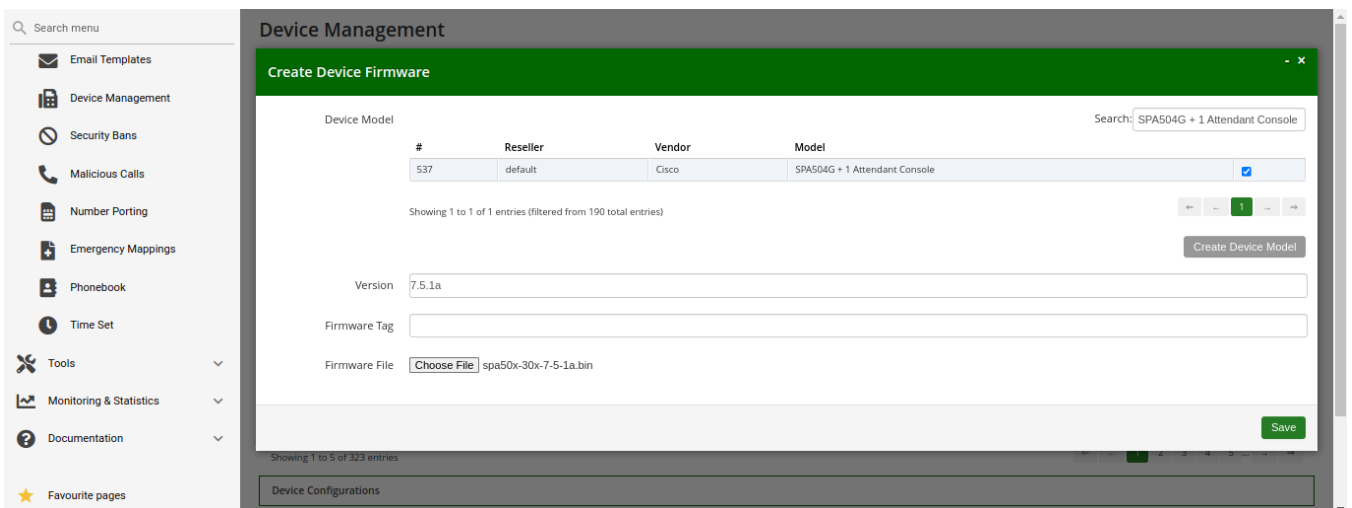 Search menu
Email Templates
Device Management
Security Bans
Malicious Calls
Number Porting
Emergency Mappings
Phonebook
Time Set
Tools
Monitoring & Statistics
Documentation
Favourite pages
Device Management
Create Device Firmware
- ×
Device Model
Search: SPA504G + 1 Attendant Console
# Reseller Vendor Model
537 default Cisco SPA504G + 1 Attendant Console
Showing 1 to 1 of 1 entries (filtered from 190 total entries)
⇐ ← 1 → ⇒
Create Device Model
Version 7.5.1a
Firmware Tag
Firmware File Choose File spa50x-30x-7-5-1a.bin
Save
Showing 1 to 5 of 323 entries
⇐ ← 1 2 3 4 5 ... → ⇒
Device Configurations